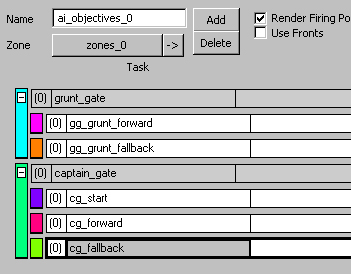 Name ai_objectives_0 Add Render Firing Po
Zone zones_0 -> Delete Use Fronts
Task
(0) grunt_gate
(0) gg_grunt_forward
(0) gg_grunt_fallback
(0) captain_gate
(0) cg_start
(0) cg_forward
(0) cg_fallback